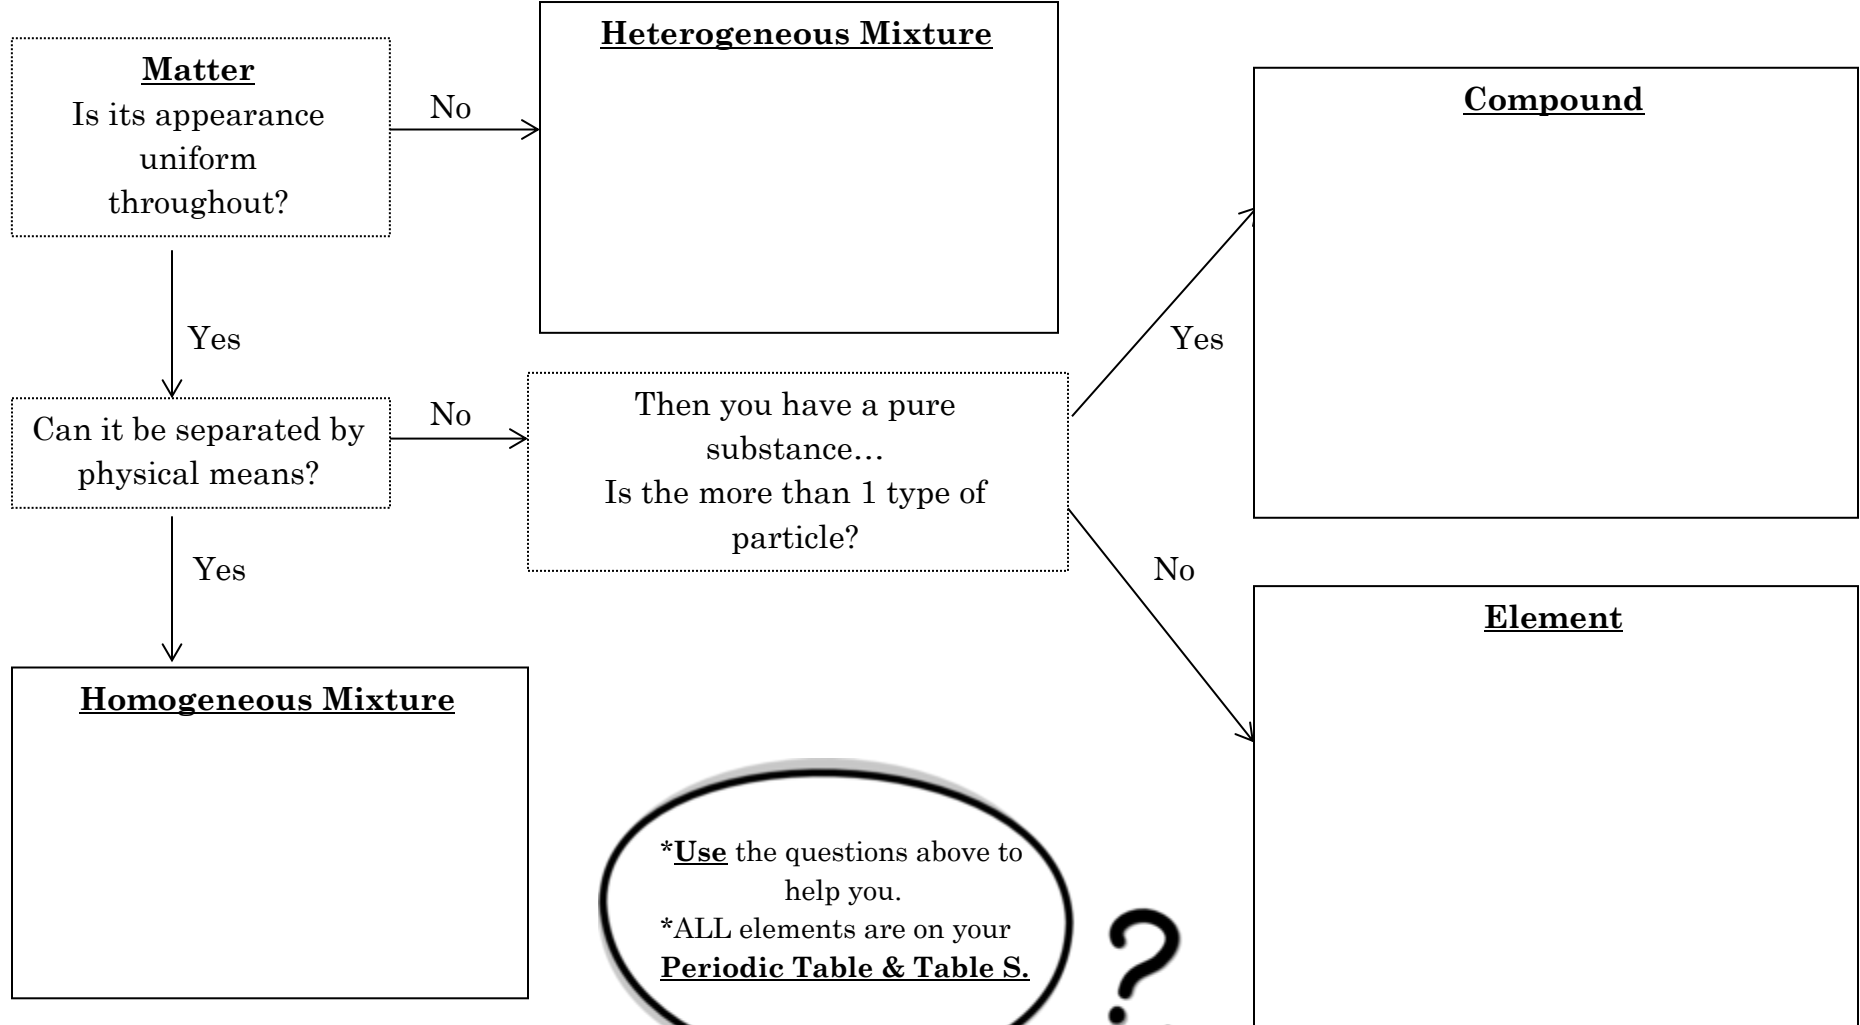 Matter
Is its appearance
uniform
throughout?
No
Heterogeneous Mixture
Compound
Yes
Can it be separated by
physical means?
No
Then you have a pure
substance…
Is the more than 1 type of
particle?
Yes
No
Yes
Homogeneous Mixture
Element
*Use the questions above to
help you.
*ALL elements are on your
Periodic Table & Table S.
?